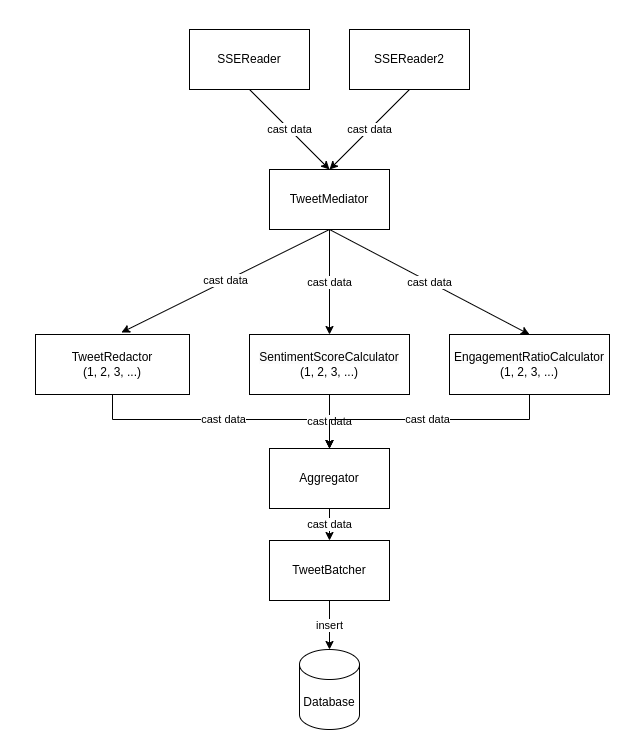 SSEReader
SSEReader2
cast data
cast data
TweetMediator
cast data
cast data
cast data
TweetRedactor
(1, 2, 3, ...)
SentimentScoreCalculator
(1, 2, 3, ...)
EngagementRatioCalculator
(1, 2, 3, ...)
cast data
cast data
cast data
Aggregator
cast data
TweetBatcher
insert
Database